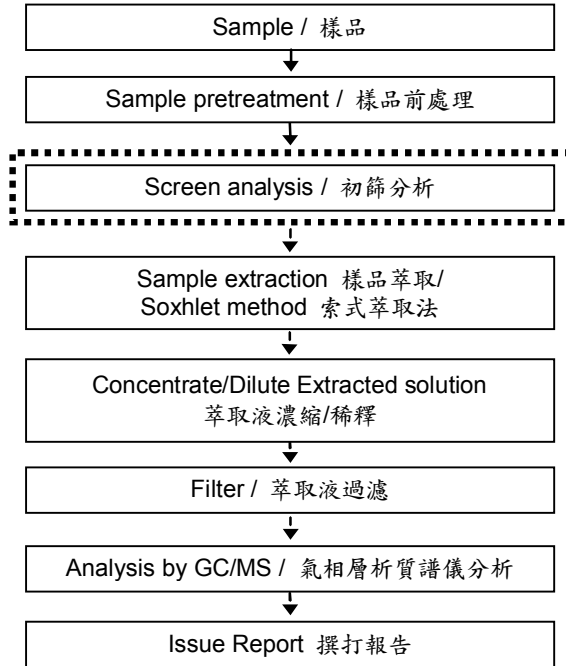 Sample / 樣品
Sample pretreatment / 樣品前處理
Screen analysis / 初篩分析
Sample extraction 樣品萃取/
Soxhlet method 索式萃取法
Concentrate/Dilute Extracted solution
萃取液濃縮/稀釋
Filter / 萃取液過濾
Analysis by GC/MS / 氣相層析質譜儀分析
Issue Report 撰打報告